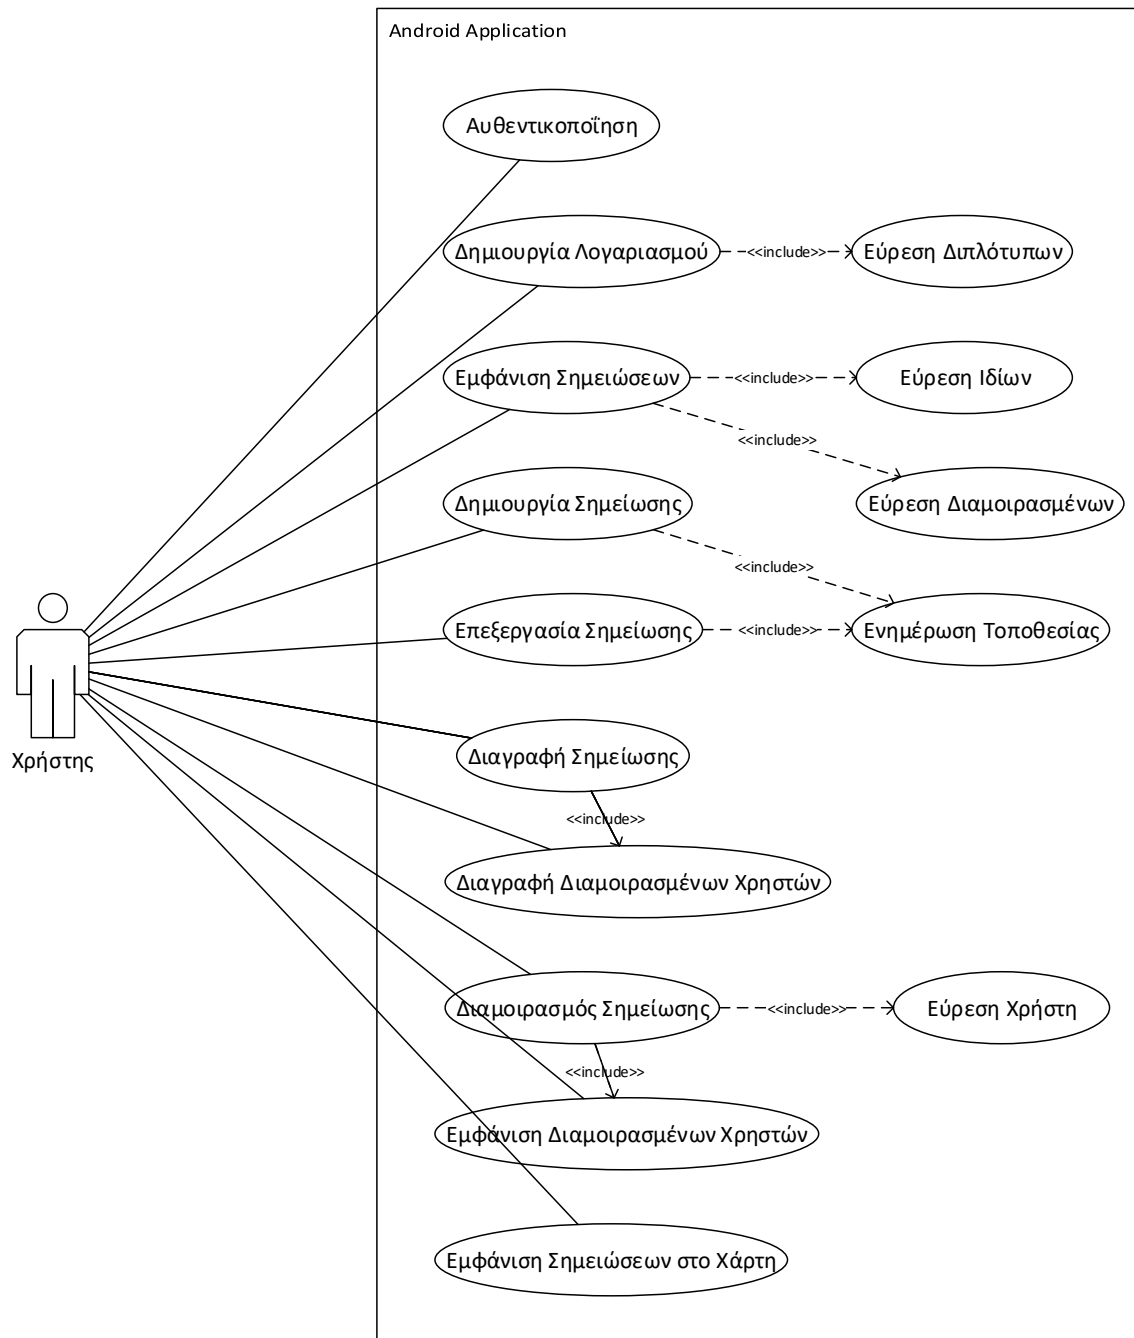 Android Application
Αυθεντικοποΐηση
Δημιουργία Λογαριασμού
<<include>>
Εύρεση Διπλότυπων
Εμφάνιση Σημειώσεων
<<include>>
Εύρεση Ιδίων
<<include>>
Δημιουργία Σημείωσης
Εύρεση Διαμοιρασμένων
<<include>>
Επεξεργασία Σημείωσης
<<include>>
Ενημέρωση Τοποθεσίας
Χρήστης
Διαγραφή Σημείωσης
<<include>>
Διαγραφή Διαμοιρασμένων Χρηστών
Διαμοιρασμός Σημείωσης
<<include>>
Εύρεση Χρήστη
<<include>>
Εμφάνιση Διαμοιρασμένων Χρηστών
Εμφάνιση Σημειώσεων στο Χάρτη